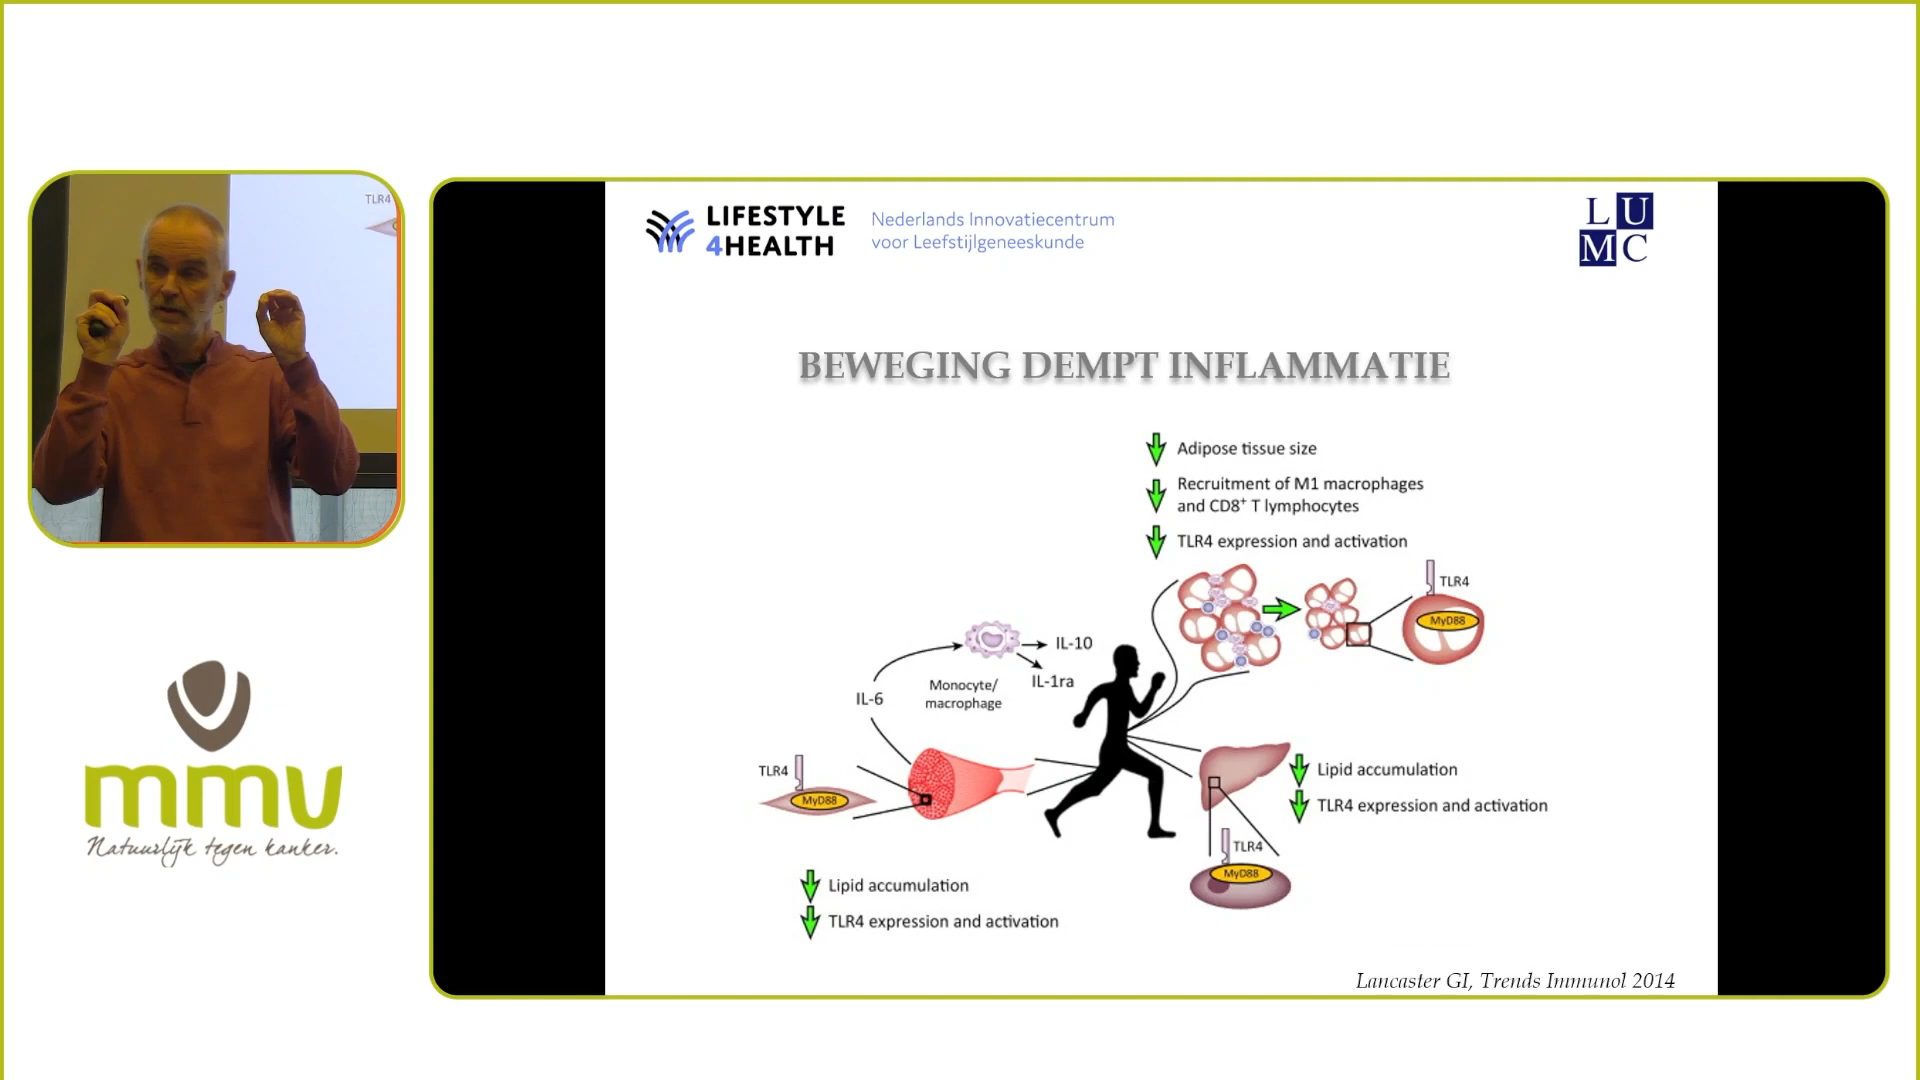 TLR4
mmv
Natuurlijk tegen kanker.
LIFESTYLE
4HEALTH
Nederlands Innovatiecentrum
voor Leefstijlgeneeskunde
L U
M C
BEWEGING DEMPT INFLAMMATIE
Adipose tissue size
Recruitment of M1 macrophages
and CD8⁺ T lymphocytes
TLR4 expression and activation
TLR4
MyD88
IL-10
IL-1ra
Monocyte/
macrophage
IL-6
TLR4
MyD88
Lipid accumulation
TLR4 expression and activation
TLR4
MyD88
Lipid accumulation
TLR4 expression and activation
Lancaster GI, Trends Immunol 2014